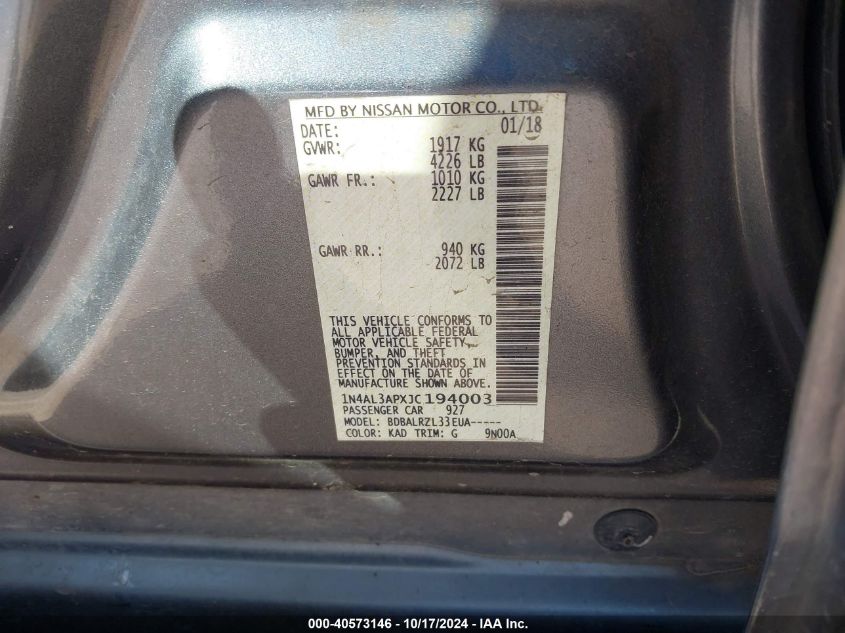 MFD BY NISSAN MOTOR CO., LTD.
DATE: 01/18
GVWR: 1917 KG
4226 LB
GAWR FR.: 1010 KG
2227 LB
GAWR RR.: 940 KG
2072 LB
THIS VEHICLE CONFORMS TO
ALL APPLICABLE FEDERAL
MOTOR VEHICLE SAFETY,
BUMPER, AND THEFT
PREVENTION STANDARDS IN
EFFECT ON THE DATE OF
MANUFACTURE SHOWN ABOVE.
1N4AL3APXJC194003
PASSENGER CAR 927
MODEL: BDBALRZL33EUA-----
COLOR: KAD TRIM: G 9N00A
000-40573146 - 10/17/2024 - IAA Inc.